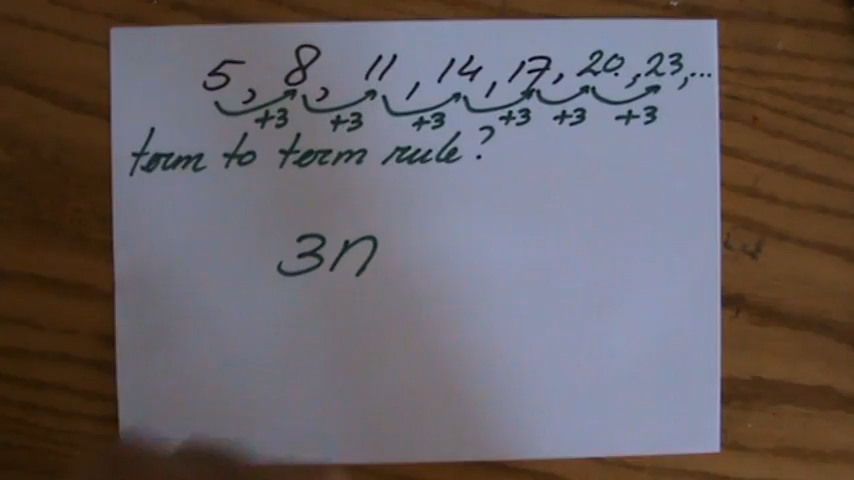 5, 8, 11, 14, 17, 20, 23, ...
+3 +3 +3 +3 +3 +3
term to term rule?
3n